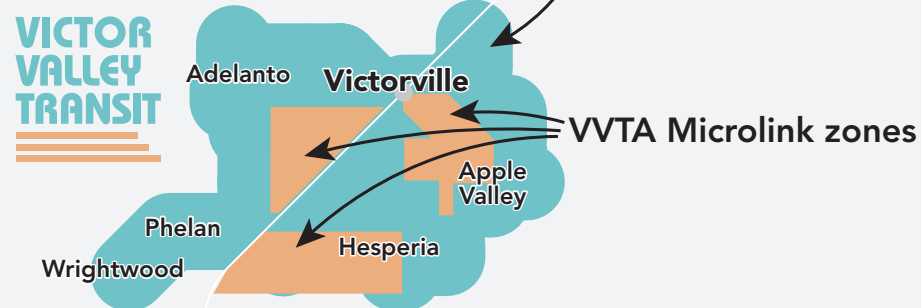 VICTOR
VALLEY
TRANSIT
Adelanto
Victorville
VVTA Microlink zones
Apple
Valley
Phelan
Hesperia
Wrightwood